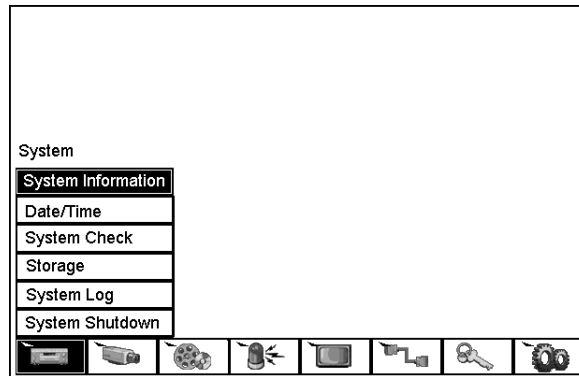 System
System Information
Date/Time
System Check
Storage
System Log
System Shutdown